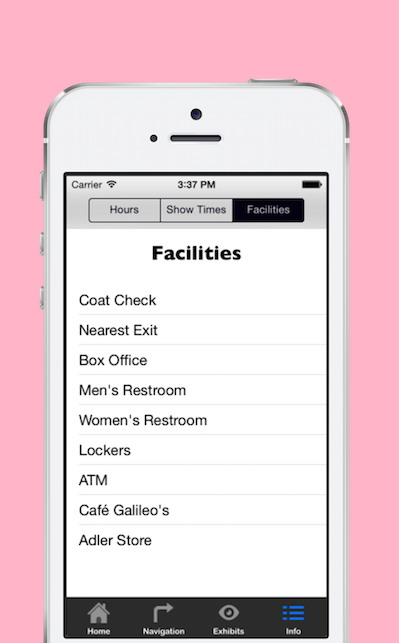 Carrier 3:37 PM
Hours Show Times Facilities
Facilities
Coat Check
Nearest Exit
Box Office
Men's Restroom
Women's Restroom
Lockers
ATM
Café Galileo's
Adler Store
Home Navigation Exhibits Info